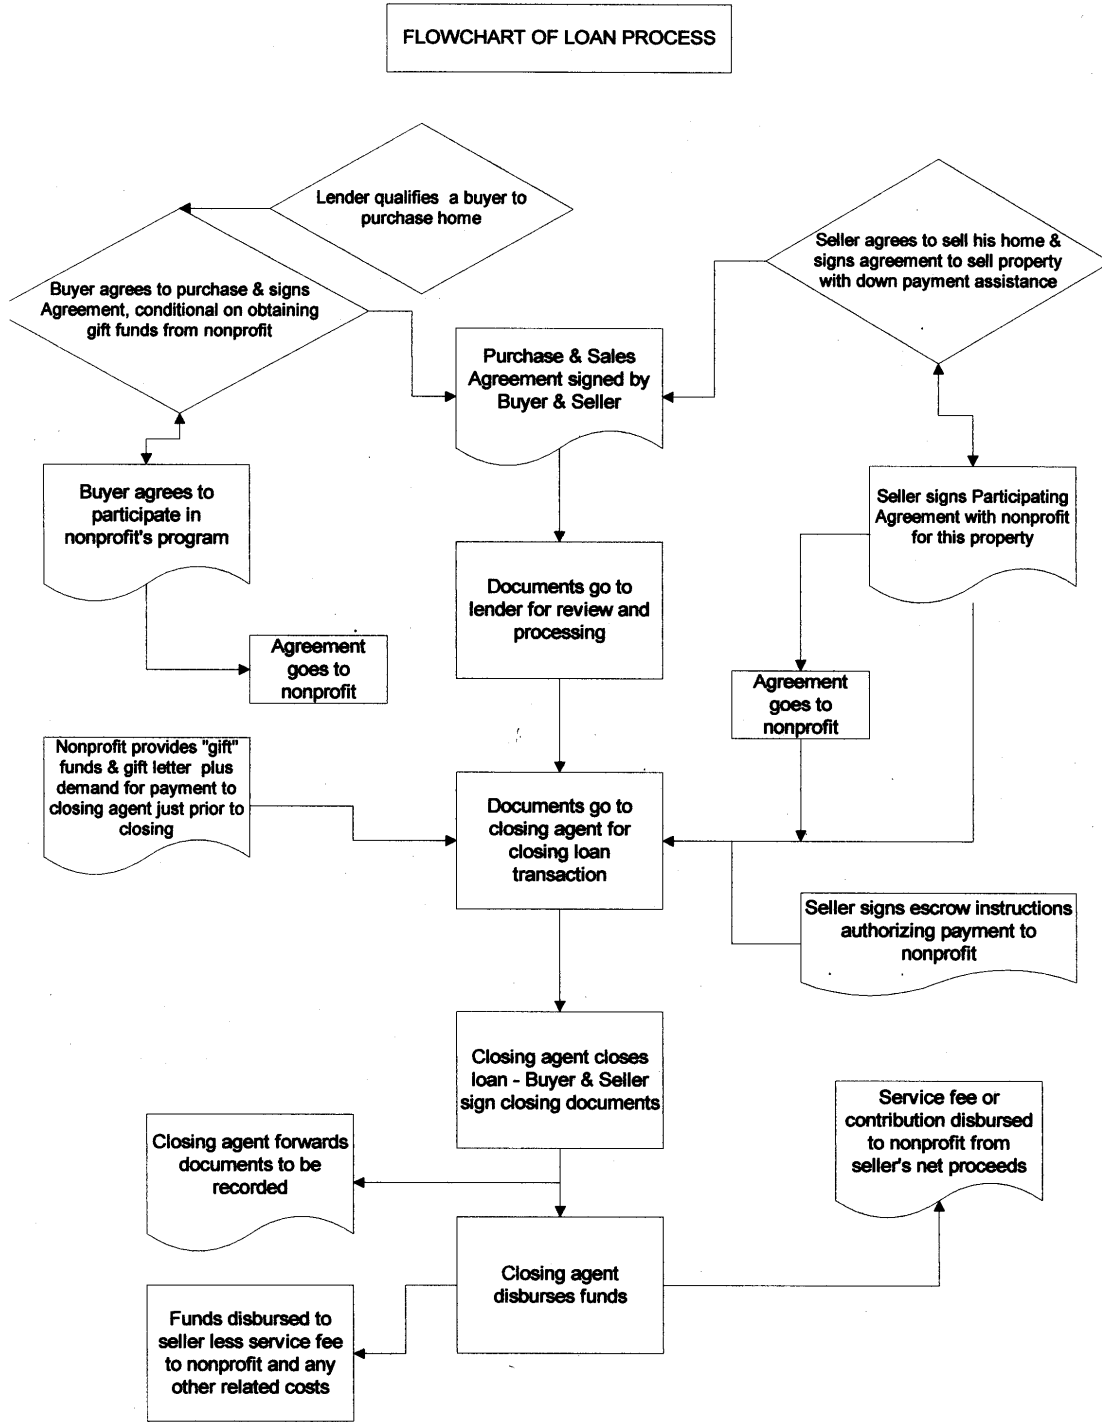 FLOWCHART OF LOAN PROCESS
Lender qualifies a buyer to
purchase home
Seller agrees to sell his home &
signs agreement to sell property
with down payment assistance
Buyer agrees to purchase & signs
Agreement, conditional on obtaining
gift funds from nonprofit
Purchase & Sales
Agreement signed by
Buyer & Seller
Buyer agrees to
participate in
nonprofit's program
Seller signs Participating
Agreement with nonprofit
for this property
Documents go to
lender for review and
processing
Agreement
goes to
nonprofit
Agreement
goes to
nonprofit
Nonprofit provides "gift"
funds & gift letter plus
demand for payment to
closing agent just prior to
closing
Documents go to
closing agent for
closing loan
transaction
Seller signs escrow instructions
authorizing payment to
nonprofit
Closing agent closes
loan - Buyer & Seller
sign closing documents
Service fee or
contribution disbursed
to nonprofit from
seller's net proceeds
Closing agent forwards
documents to be
recorded
Closing agent
disburses funds
Funds disbursed to
seller less service fee
to nonprofit and any
other related costs